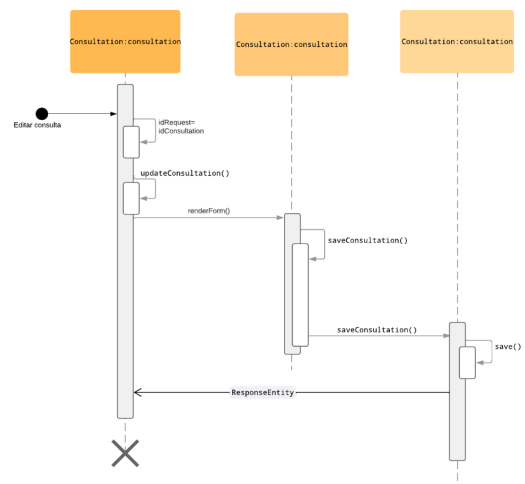 Consultation:consultation
Consultation:consultation
Consultation:consultation
Editar consulta
idRequest=
idConsultation
updateConsultation()
renderForm()
saveConsultation()
saveConsultation()
save()
ResponseEntity